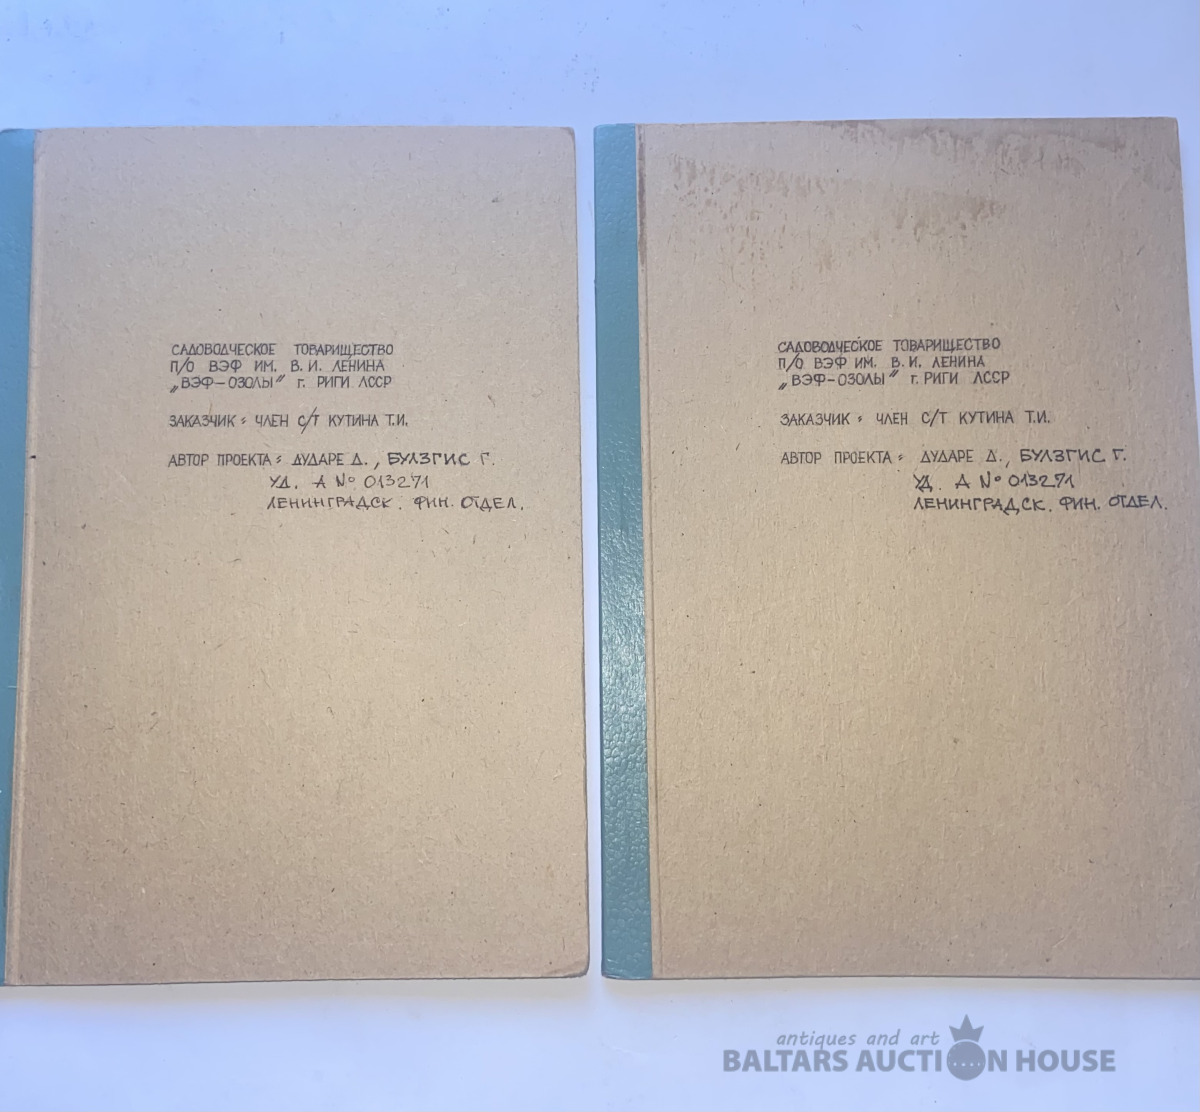 САДОВОДЧЕСКОЕ ТОВАРИЩЕСТВО
П/О ВЭФ ИМ. В.И. ЛЕНИНА
„ВЭФ-ОЗОЛЫ" г. РИГИ ЛССР
ЗАКАЗЧИК: ЧЛЕН С/Т КУТИНА Т.И.
АВТОР ПРОЕКТА: ДУДАРЕ Д., БУЛЗГИС Г.
УД. А № 013271
ЛЕНИНГРАДСК. ФИН. ОТДЕЛ.
САДОВОДЧЕСКОЕ ТОВАРИЩЕСТВО
П/О ВЭФ ИМ. В.И. ЛЕНИНА
„ВЭФ-ОЗОЛЫ" г. РИГИ ЛССР
ЗАКАЗЧИК: ЧЛЕН С/Т КУТИНА Т.И.
АВТОР ПРОЕКТА: ДУДАРЕ Д., БУЛЗГИС Г.
УД. А № 013271
ЛЕНИНГРАДСК. ФИН. ОТДЕЛ.
antiques and art
BALTARS AUCTION HOUSE